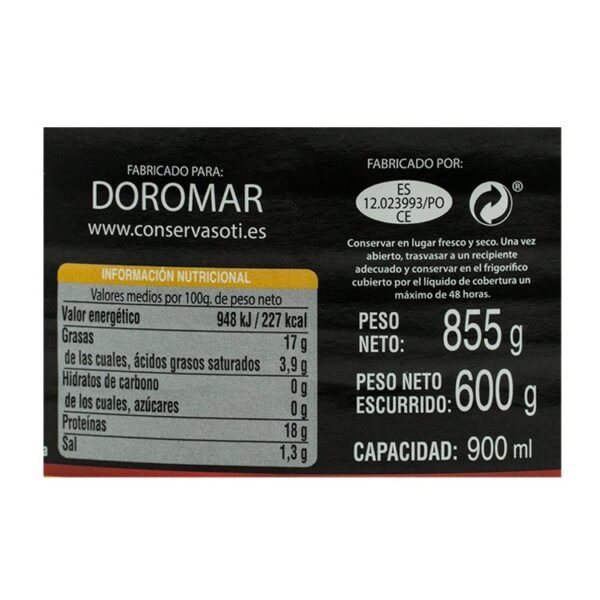 FABRICADO PARA:
DOROMAR
www.conservasoti.es
INFORMACIÓN NUTRICIONAL
Valores medios por 100g. de peso neto
Valor energético 948 kJ / 227 kcal
Grasas 17 g
de las cuales, ácidos grasos saturados 3,9 g
Hidratos de carbono 0 g
de los cuales, azúcares 0 g
Proteínas 18 g
Sal 1,3 g
a
FABRICADO POR:
ES
12.023993/PO
CE
®
Conservar en lugar fresco y seco. Una vez
abierto, trasvasar a un recipiente
adecuado y conservar en el frigorífico
cubierto por el líquido de cobertura un
máximo de 48 horas.
PESO
NETO: 855 g
PESO NETO
ESCURRIDO: 600 g
CAPACIDAD: 900 ml